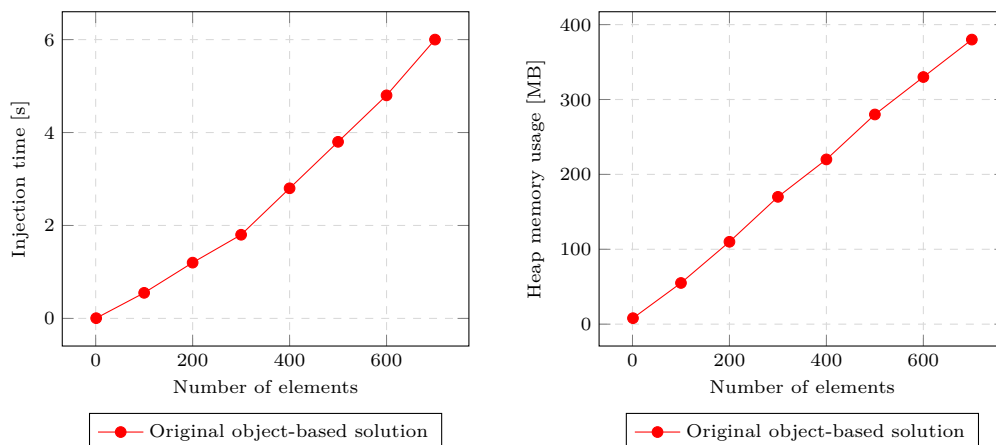 Injection time [s]
6
4
2
0
0 200 400 600
Number of elements
Original object-based solution
Heap memory usage [MB]
400
300
200
100
0
0 200 400 600
Number of elements
Original object-based solution